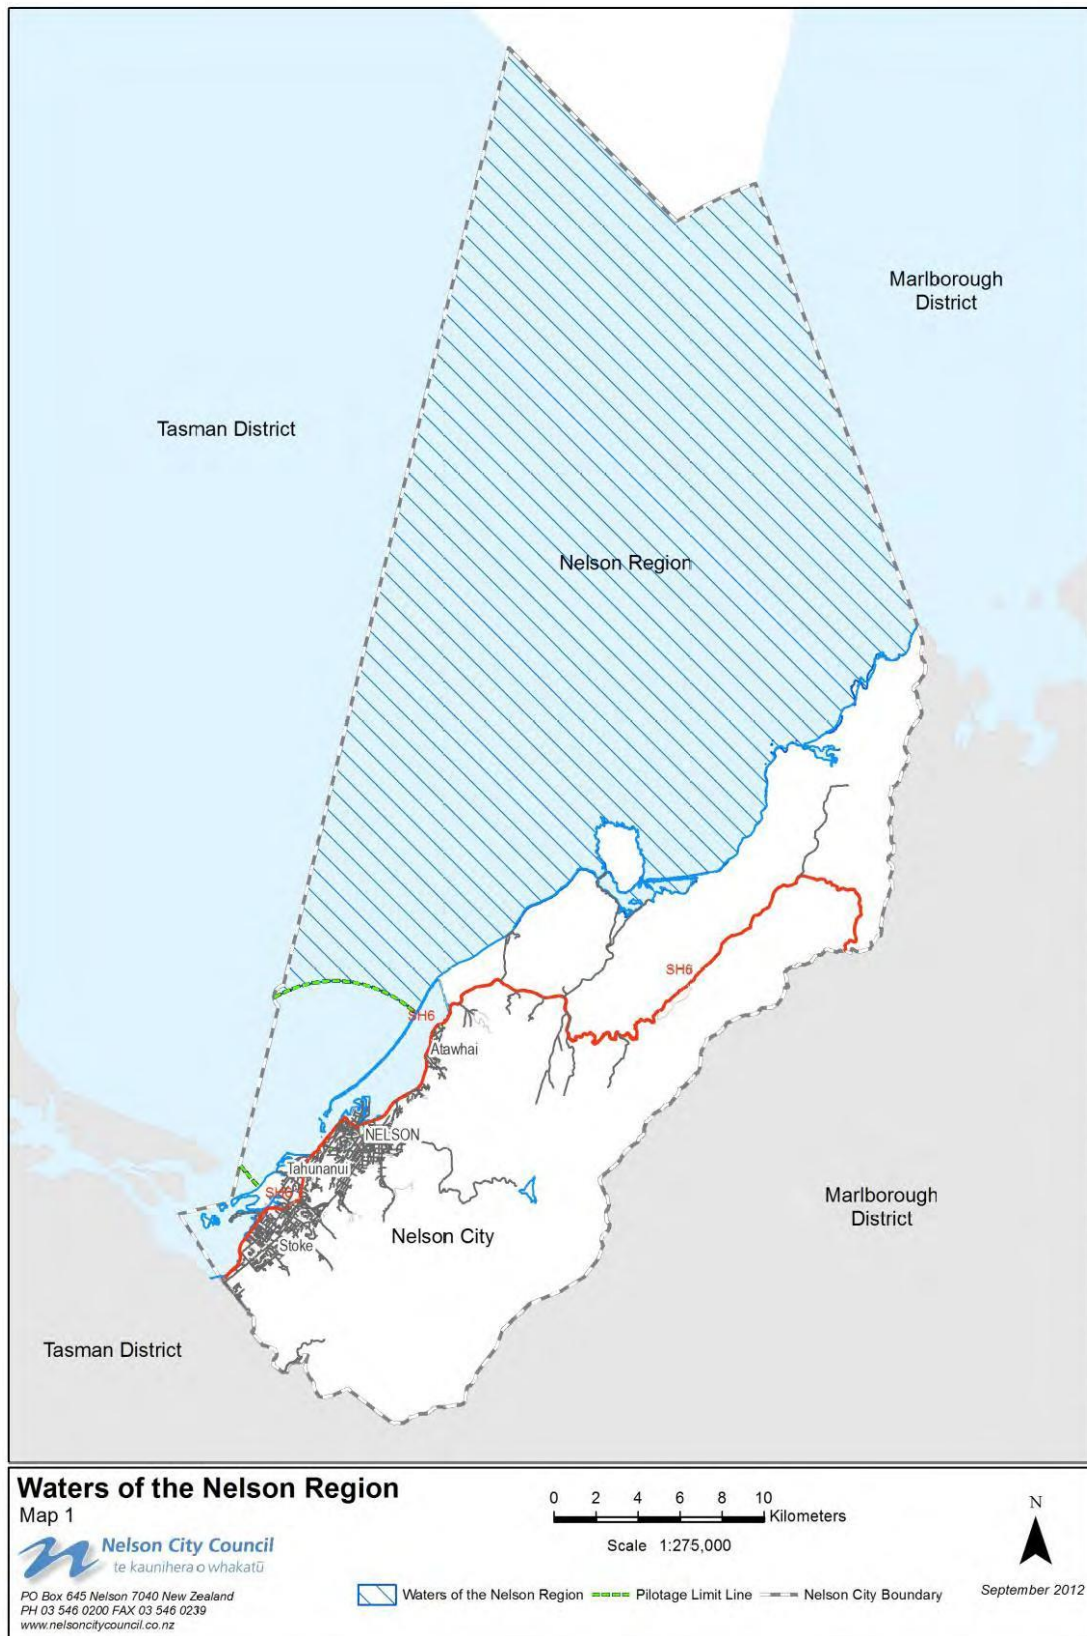 Marlborough
District
Tasman District
Nelson Region
SH6
SH6
Atawhai
NELSON
Tahunanui
SH6
Marlborough
District
Nelson City
Stoke
Tasman District
Waters of the Nelson Region
Map 1
Nelson City Council
te kaunihera o whakatū
PO Box 645 Nelson 7040 New Zealand
PH 03 546 0200 FAX 03 546 0239
www.nelsoncitycouncil.co.nz
0 2 4 6 8 10
Kilometers
Scale 1:275,000
Waters of the Nelson Region Pilotage Limit Line Nelson City Boundary
N
September 2012